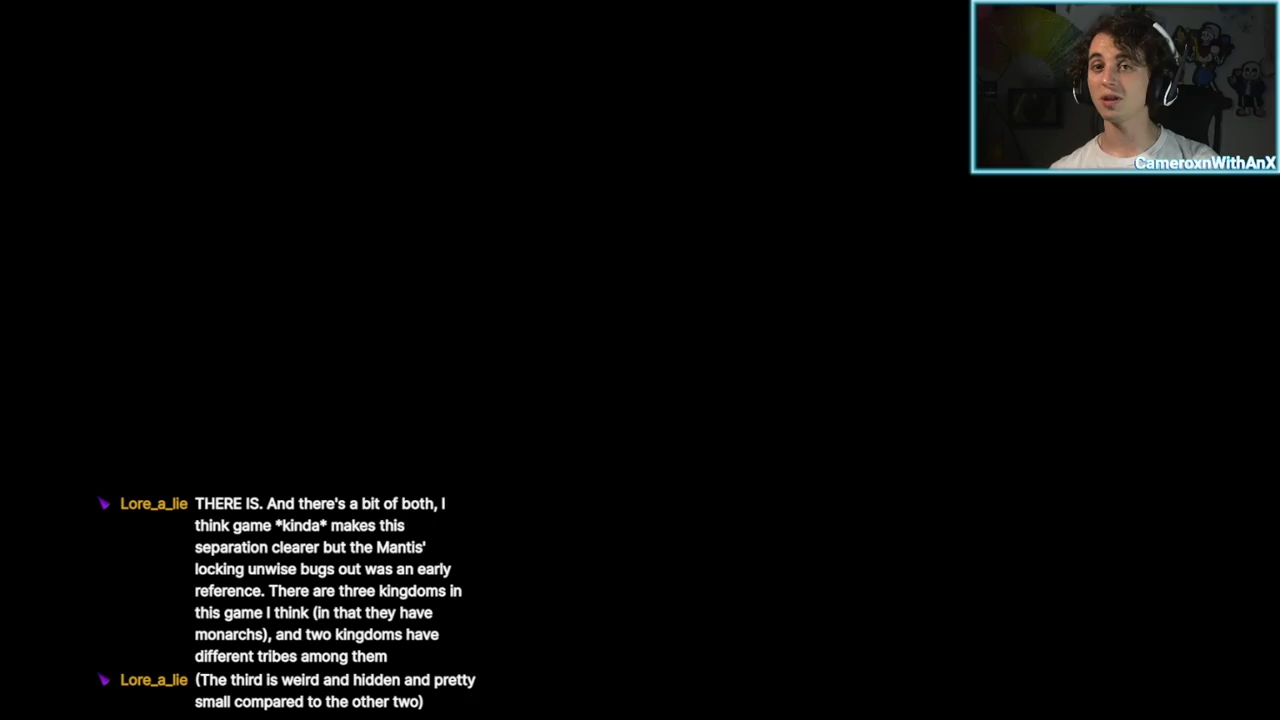 CameroxnWithAnX
Lore_a_lie THERE IS. And there's a bit of both, I
think game *kinda* makes this
separation clearer but the Mantis'
locking unwise bugs out was an early
reference. There are three kingdoms in
this game I think (in that they have
monarchs), and two kingdoms have
different tribes among them
Lore_a_lie (The third is weird and hidden and pretty
small compared to the other two)